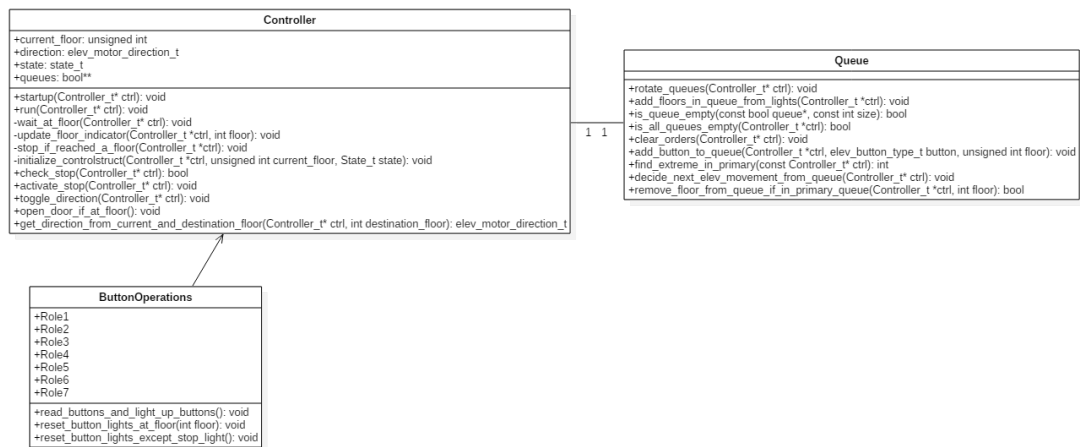 Controller
+current_floor: unsigned int
+direction: elev_motor_direction_t
+state: state_t
+queues: bool**
+startup(Controller_t* ctrl): void
+run(Controller_t* ctrl): void
-wait_at_floor(Controller_t* ctrl): void
-update_floor_indicator(Controller_t *ctrl, int floor): void
-stop_if_reached_a_floor(Controller_t *ctrl): void
-initialize_controlstruct(Controller_t *ctrl, unsigned int current_floor, State_t state): void
+check_stop(Controller_t* ctrl): bool
+activate_stop(Controller_t* ctrl): void
+toggle_direction(Controller_t* ctrl): void
+open_door_if_at_floor(): void
+get_direction_from_current_and_destination_floor(Controller_t* ctrl, int destination_floor): elev_motor_direction_t
1 1
Queue
+rotate_queues(Controller_t* ctrl): void
+add_floors_in_queue_from_lights(Controller_t *ctrl): void
+is_queue_empty(const bool queue*, const int size): bool
+is_all_queues_empty(Controller_t* ctrl): bool
+clear_orders(Controller_t* ctrl): void
+add_button_to_queue(Controller_t *ctrl, elev_button_type_t button, unsigned int floor): void
+find_extreme_in_primary(const Controller_t* ctrl): int
+decide_next_elev_movement_from_queue(Controller_t* ctrl): void
+remove_floor_from_queue_if_in_primary_queue(Controller_t *ctrl, int floor): bool
ButtonOperations
+Role1
+Role2
+Role3
+Role4
+Role5
+Role6
+Role7
+read_buttons_and_light_up_buttons(): void
+reset_button_lights_at_floor(int floor): void
+reset_button_lights_except_stop_light(): void